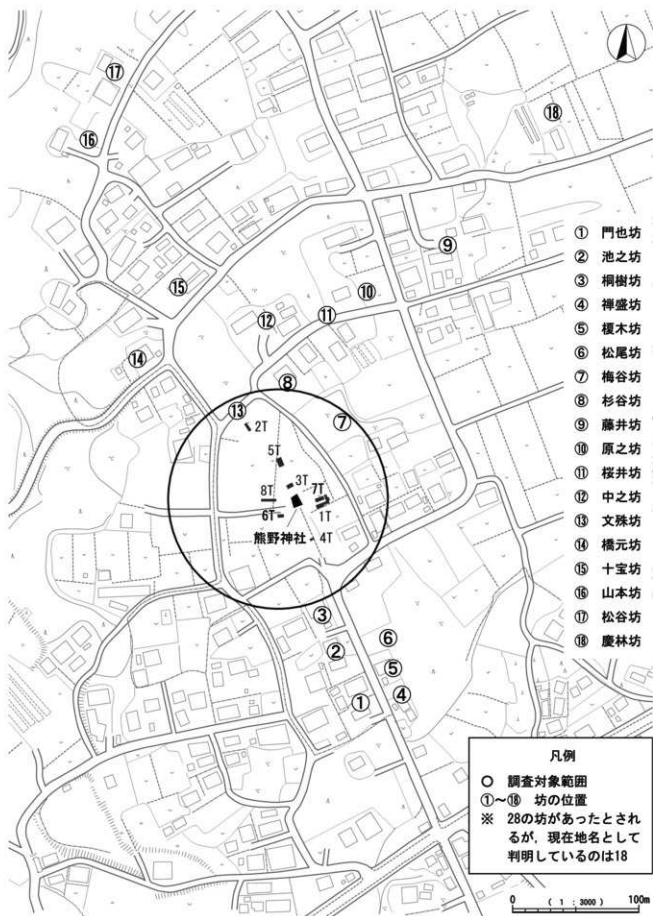 ⑰
⑯
⑱
⑨
⑮
⑩
⑪
⑫
⑭
⑧
⑬
2T
⑦
5T
3T
8T
7T
6T
1T
熊野神社
4T
③
⑥
②
⑤
①
④
① 門也坊
② 池之坊
③ 桐樹坊
④ 禅盛坊
⑤ 榎木坊
⑥ 松尾坊
⑦ 梅谷坊
⑧ 杉谷坊
⑨ 藤井坊
⑩ 原之坊
⑪ 桜井坊
⑫ 中之坊
⑬ 文殊坊
⑭ 橋元坊
⑮ 十宝坊
⑯ 山本坊
⑰ 松谷坊
⑱ 慶林坊
凡例
○ 調査対象範囲
①~⑱ 坊の位置
※ 28の坊があったとされ
るが，現在地名として
判明しているのは18
0 ( 1 : 3000 ) 100m